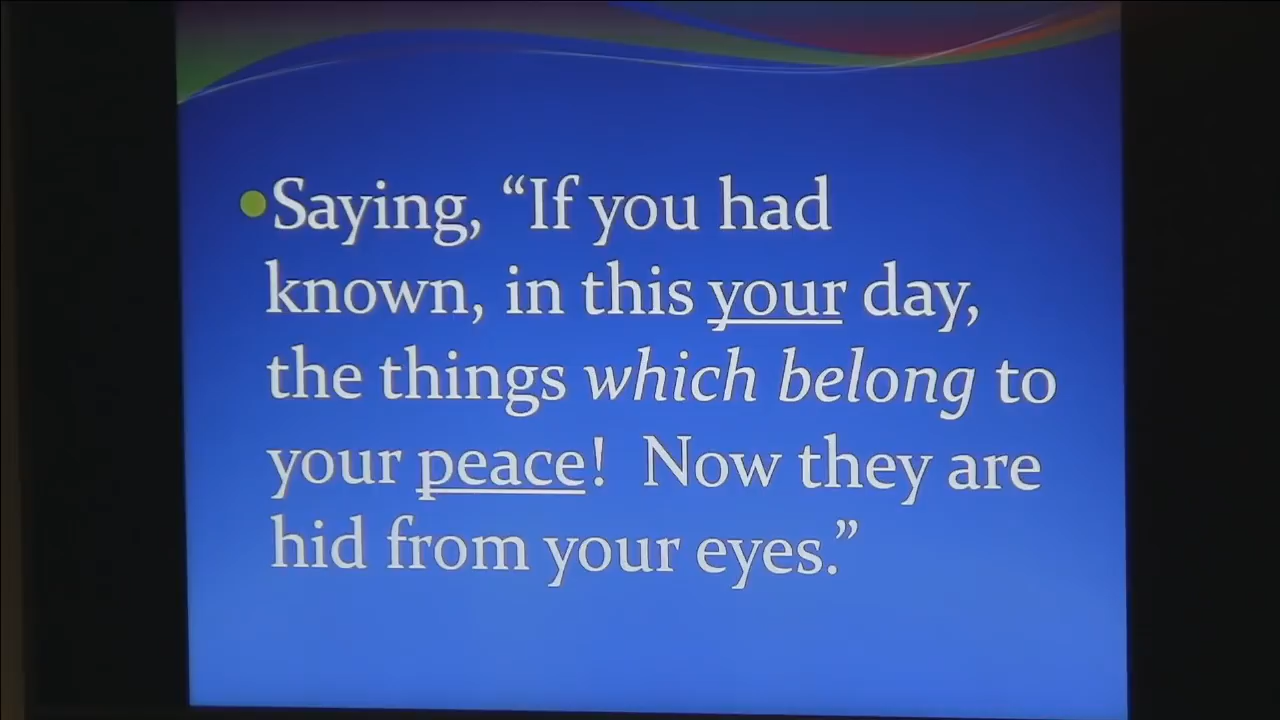 Saying, “If you had
known, in this your day,
the things which belong to
your peace!  Now they are
hid from your eyes.”